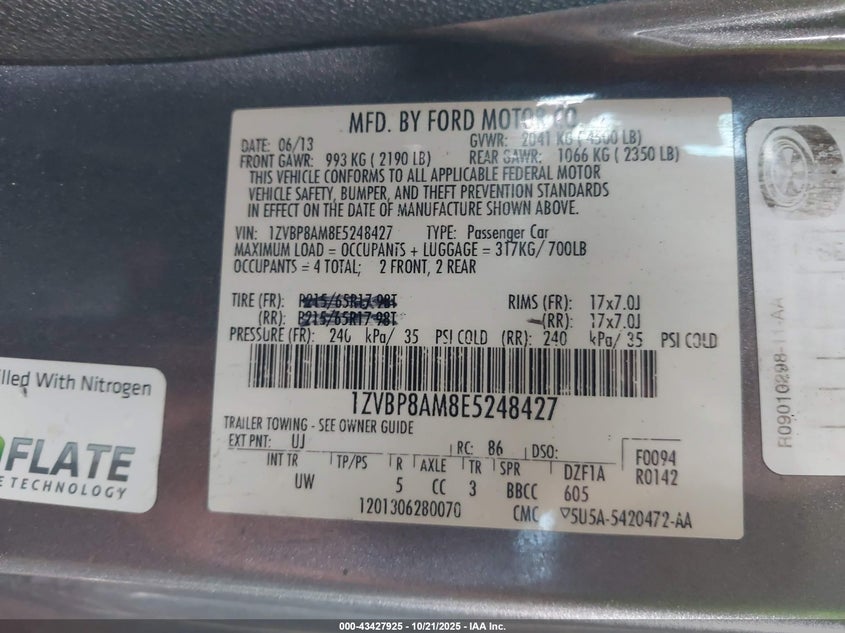 MFD. BY FORD MOTOR CO.
DATE: 06/13
GVWR: 2041 KG ( 4500 LB)
FRONT GAWR: 993 KG ( 2190 LB)
REAR GAWR: 1066 KG ( 2350 LB)
THIS VEHICLE CONFORMS TO ALL APPLICABLE FEDERAL MOTOR
VEHICLE SAFETY, BUMPER, AND THEFT PREVENTION STANDARDS
IN EFFECT ON THE DATE OF MANUFACTURE SHOWN ABOVE.
VIN: 1ZVBP8AM8E5248427 TYPE: Passenger Car
MAXIMUM LOAD = OCCUPANTS + LUGGAGE = 317KG/ 700LB
OCCUPANTS = 4 TOTAL; 2 FRONT, 2 REAR
TIRE (FR): P215/65R17 98T RIMS (FR): 17x7.0J
(RR): P215/65R17 98T (RR): 17x7.0J
PRESSURE (FR): 240 kPa/ 35 PSI COLD (RR): 240 kPa/ 35 PSI COLD
1ZVBP8AM8E5248427
TRAILER TOWING - SEE OWNER GUIDE
EXT PNT: UJ RC: 86 DSO: F0094
INT TR TP/PS R AXLE TR SPR DZF1A R0142
UW 5 CC 3 BBCC 605
1201306280070 CMC ▽5U5A-5420472-AA
illed With Nitrogen
FLATE
E TECHNOLOGY
R09010298-11-AA
000-43427925 - 10/21/2025 - IAA Inc.